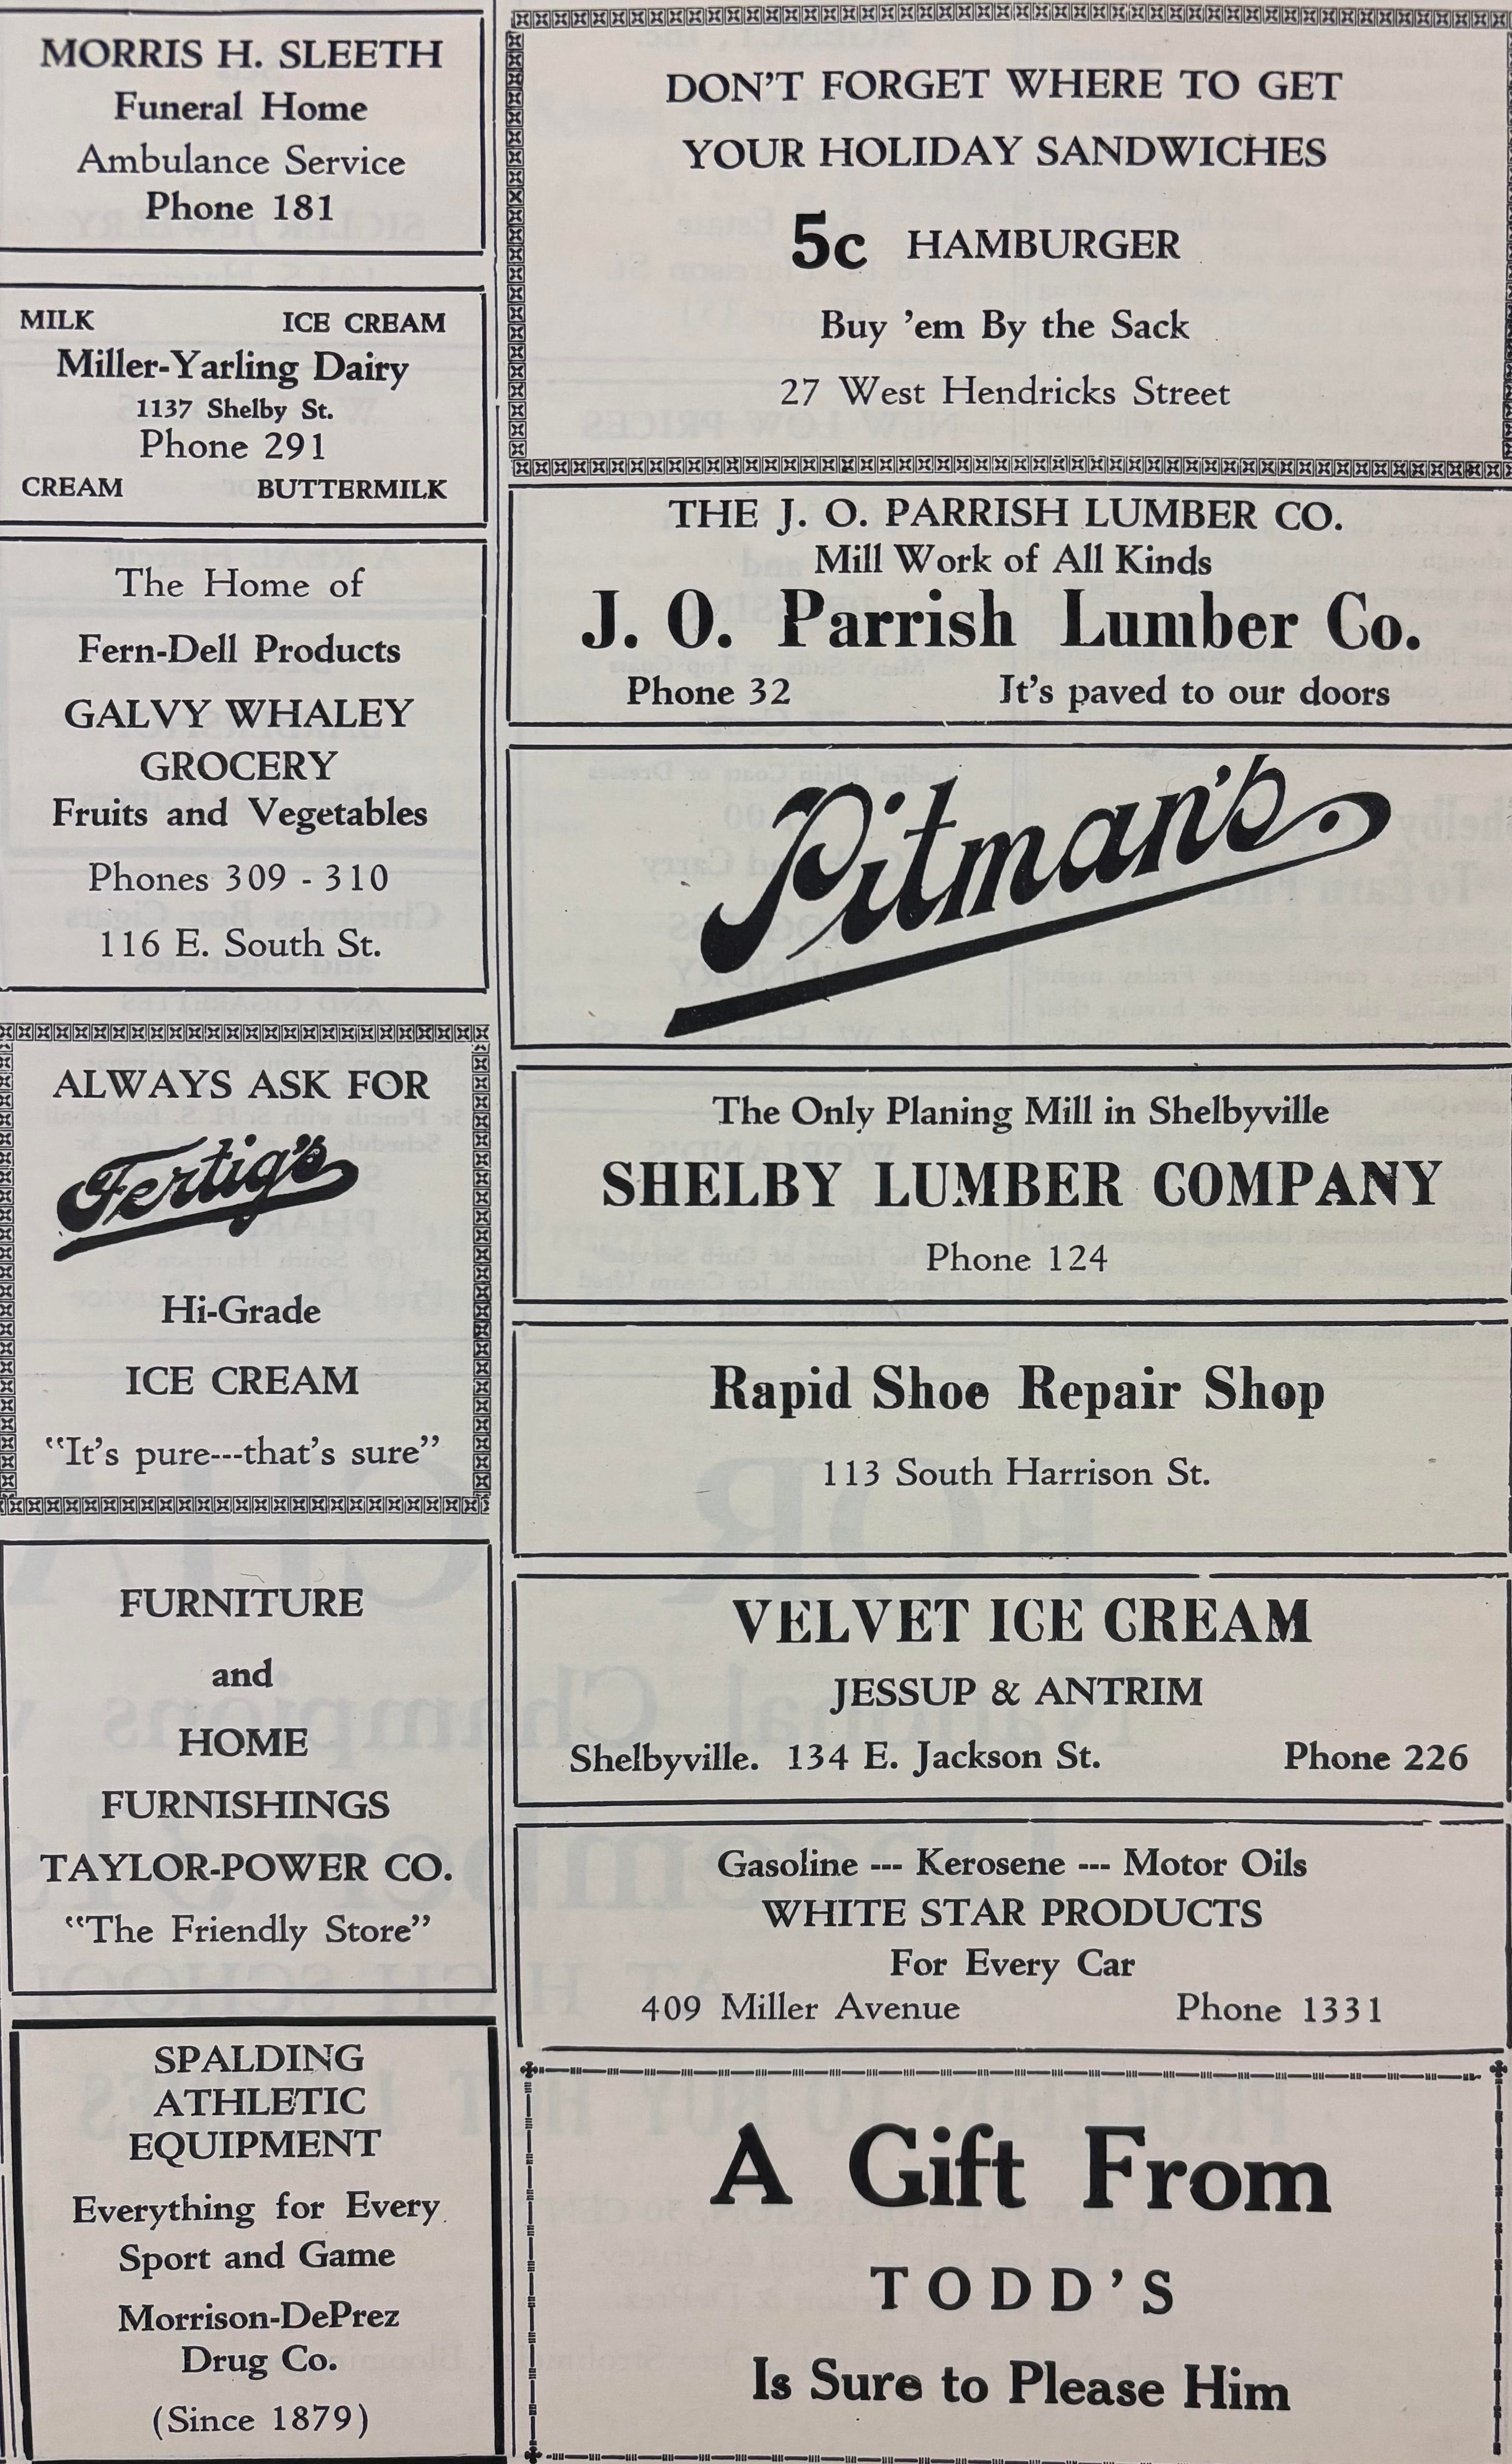 MORRIS H. SLEETH
Funeral Home
Ambulance Service
Phone 181
MILK ICE CREAM
Miller-Yarling Dairy
1137 Shelby St.
Phone 291
CREAM BUTTERMILK
The Home of
Fern-Dell Products
GALVY WHALEY
GROCERY
Fruits and Vegetables
Phones 309 - 310
116 E. South St.
ALWAYS ASK FOR
Fertig's
Hi-Grade
ICE CREAM
"It's pure---that's sure"
FURNITURE
and
HOME
FURNISHINGS
TAYLOR-POWER CO.
"The Friendly Store"
SPALDING
ATHLETIC
EQUIPMENT
Everything for Every
Sport and Game
Morrison-DePrez
Drug Co.
(Since 1879)
DON'T FORGET WHERE TO GET
YOUR HOLIDAY SANDWICHES
5c HAMBURGER
Buy 'em By the Sack
27 West Hendricks Street
THE J. O. PARRISH LUMBER CO.
Mill Work of All Kinds
J. O. Parrish Lumber Co.
Phone 32 It's paved to our doors
Pitman's
The Only Planing Mill in Shelbyville
SHELBY LUMBER COMPANY
Phone 124
Rapid Shoe Repair Shop
113 South Harrison St.
VELVET ICE CREAM
JESSUP & ANTRIM
Shelbyville. 134 E. Jackson St. Phone 226
Gasoline --- Kerosene --- Motor Oils
WHITE STAR PRODUCTS
For Every Car
409 Miller Avenue Phone 1331
A Gift From
TODD'S
Is Sure to Please Him